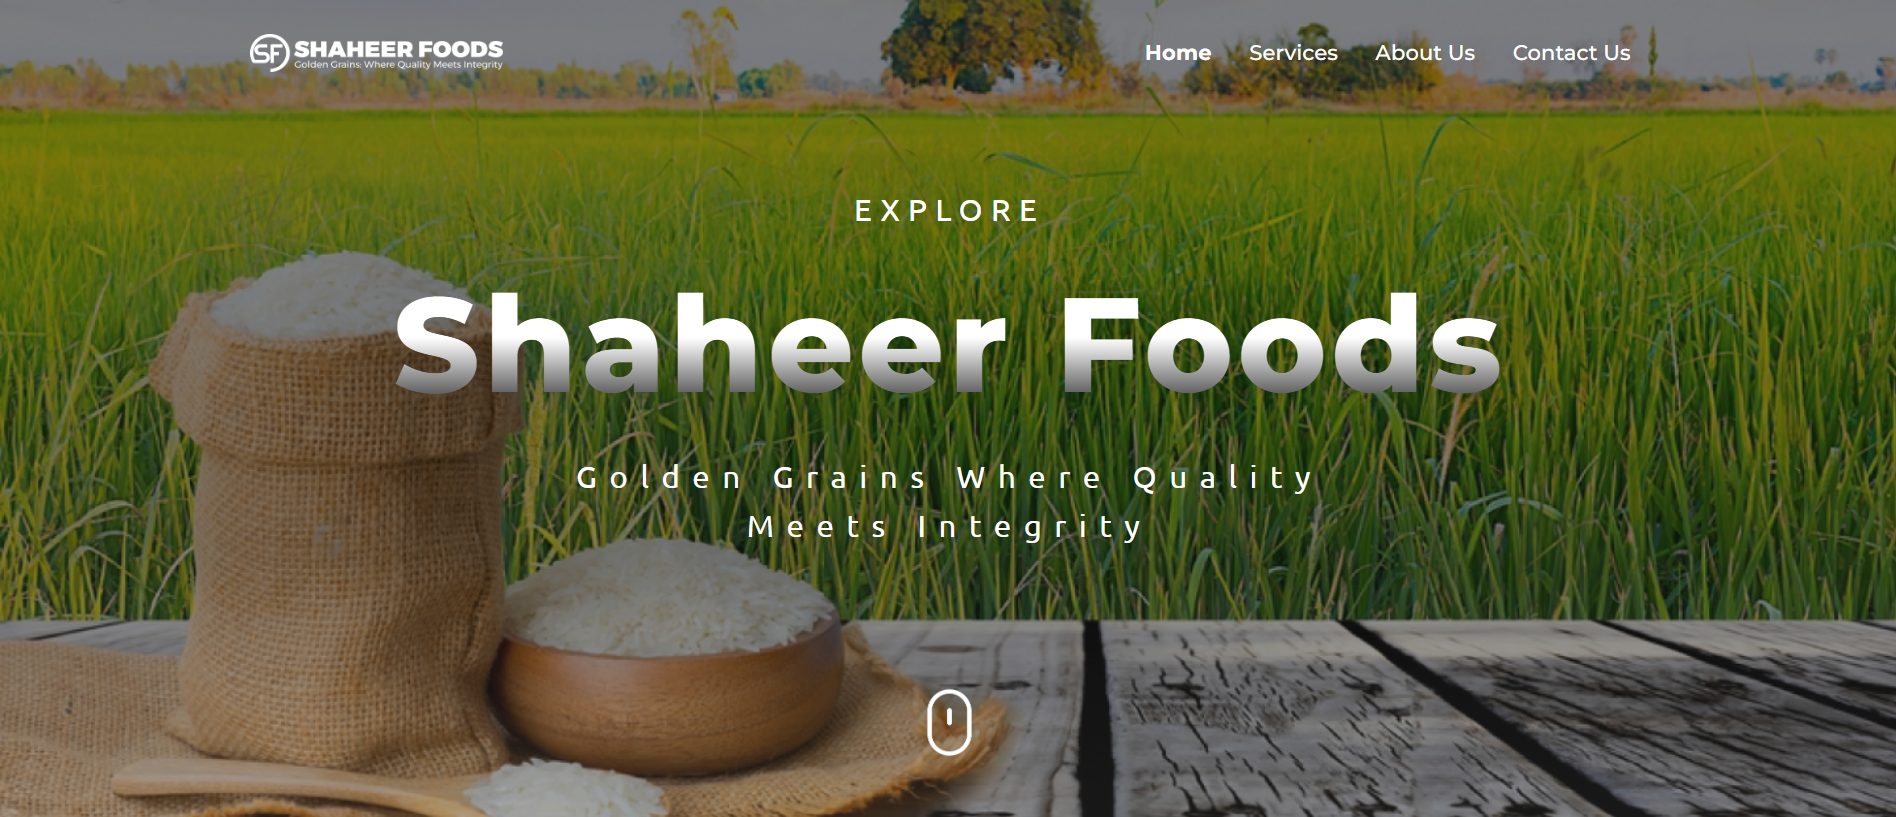 SF SHAHEER FOODS
Golden Grains: Where Quality Meets Integrity
Home Services About Us Contact Us
EXPLORE
Shaheer Foods
Golden Grains Where Quality
Meets Integrity